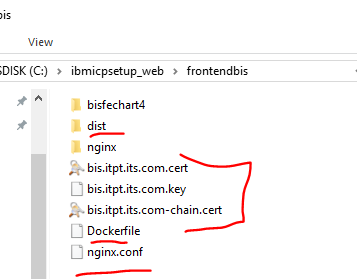 bis
View
SDISK (C:) > ibmicpsetup_web > frontendbis
bisfechart4
dist
nginx
bis.itpt.its.com.cert
bis.itpt.its.com.key
bis.itpt.its.com-chain.cert
Dockerfile
nginx.conf